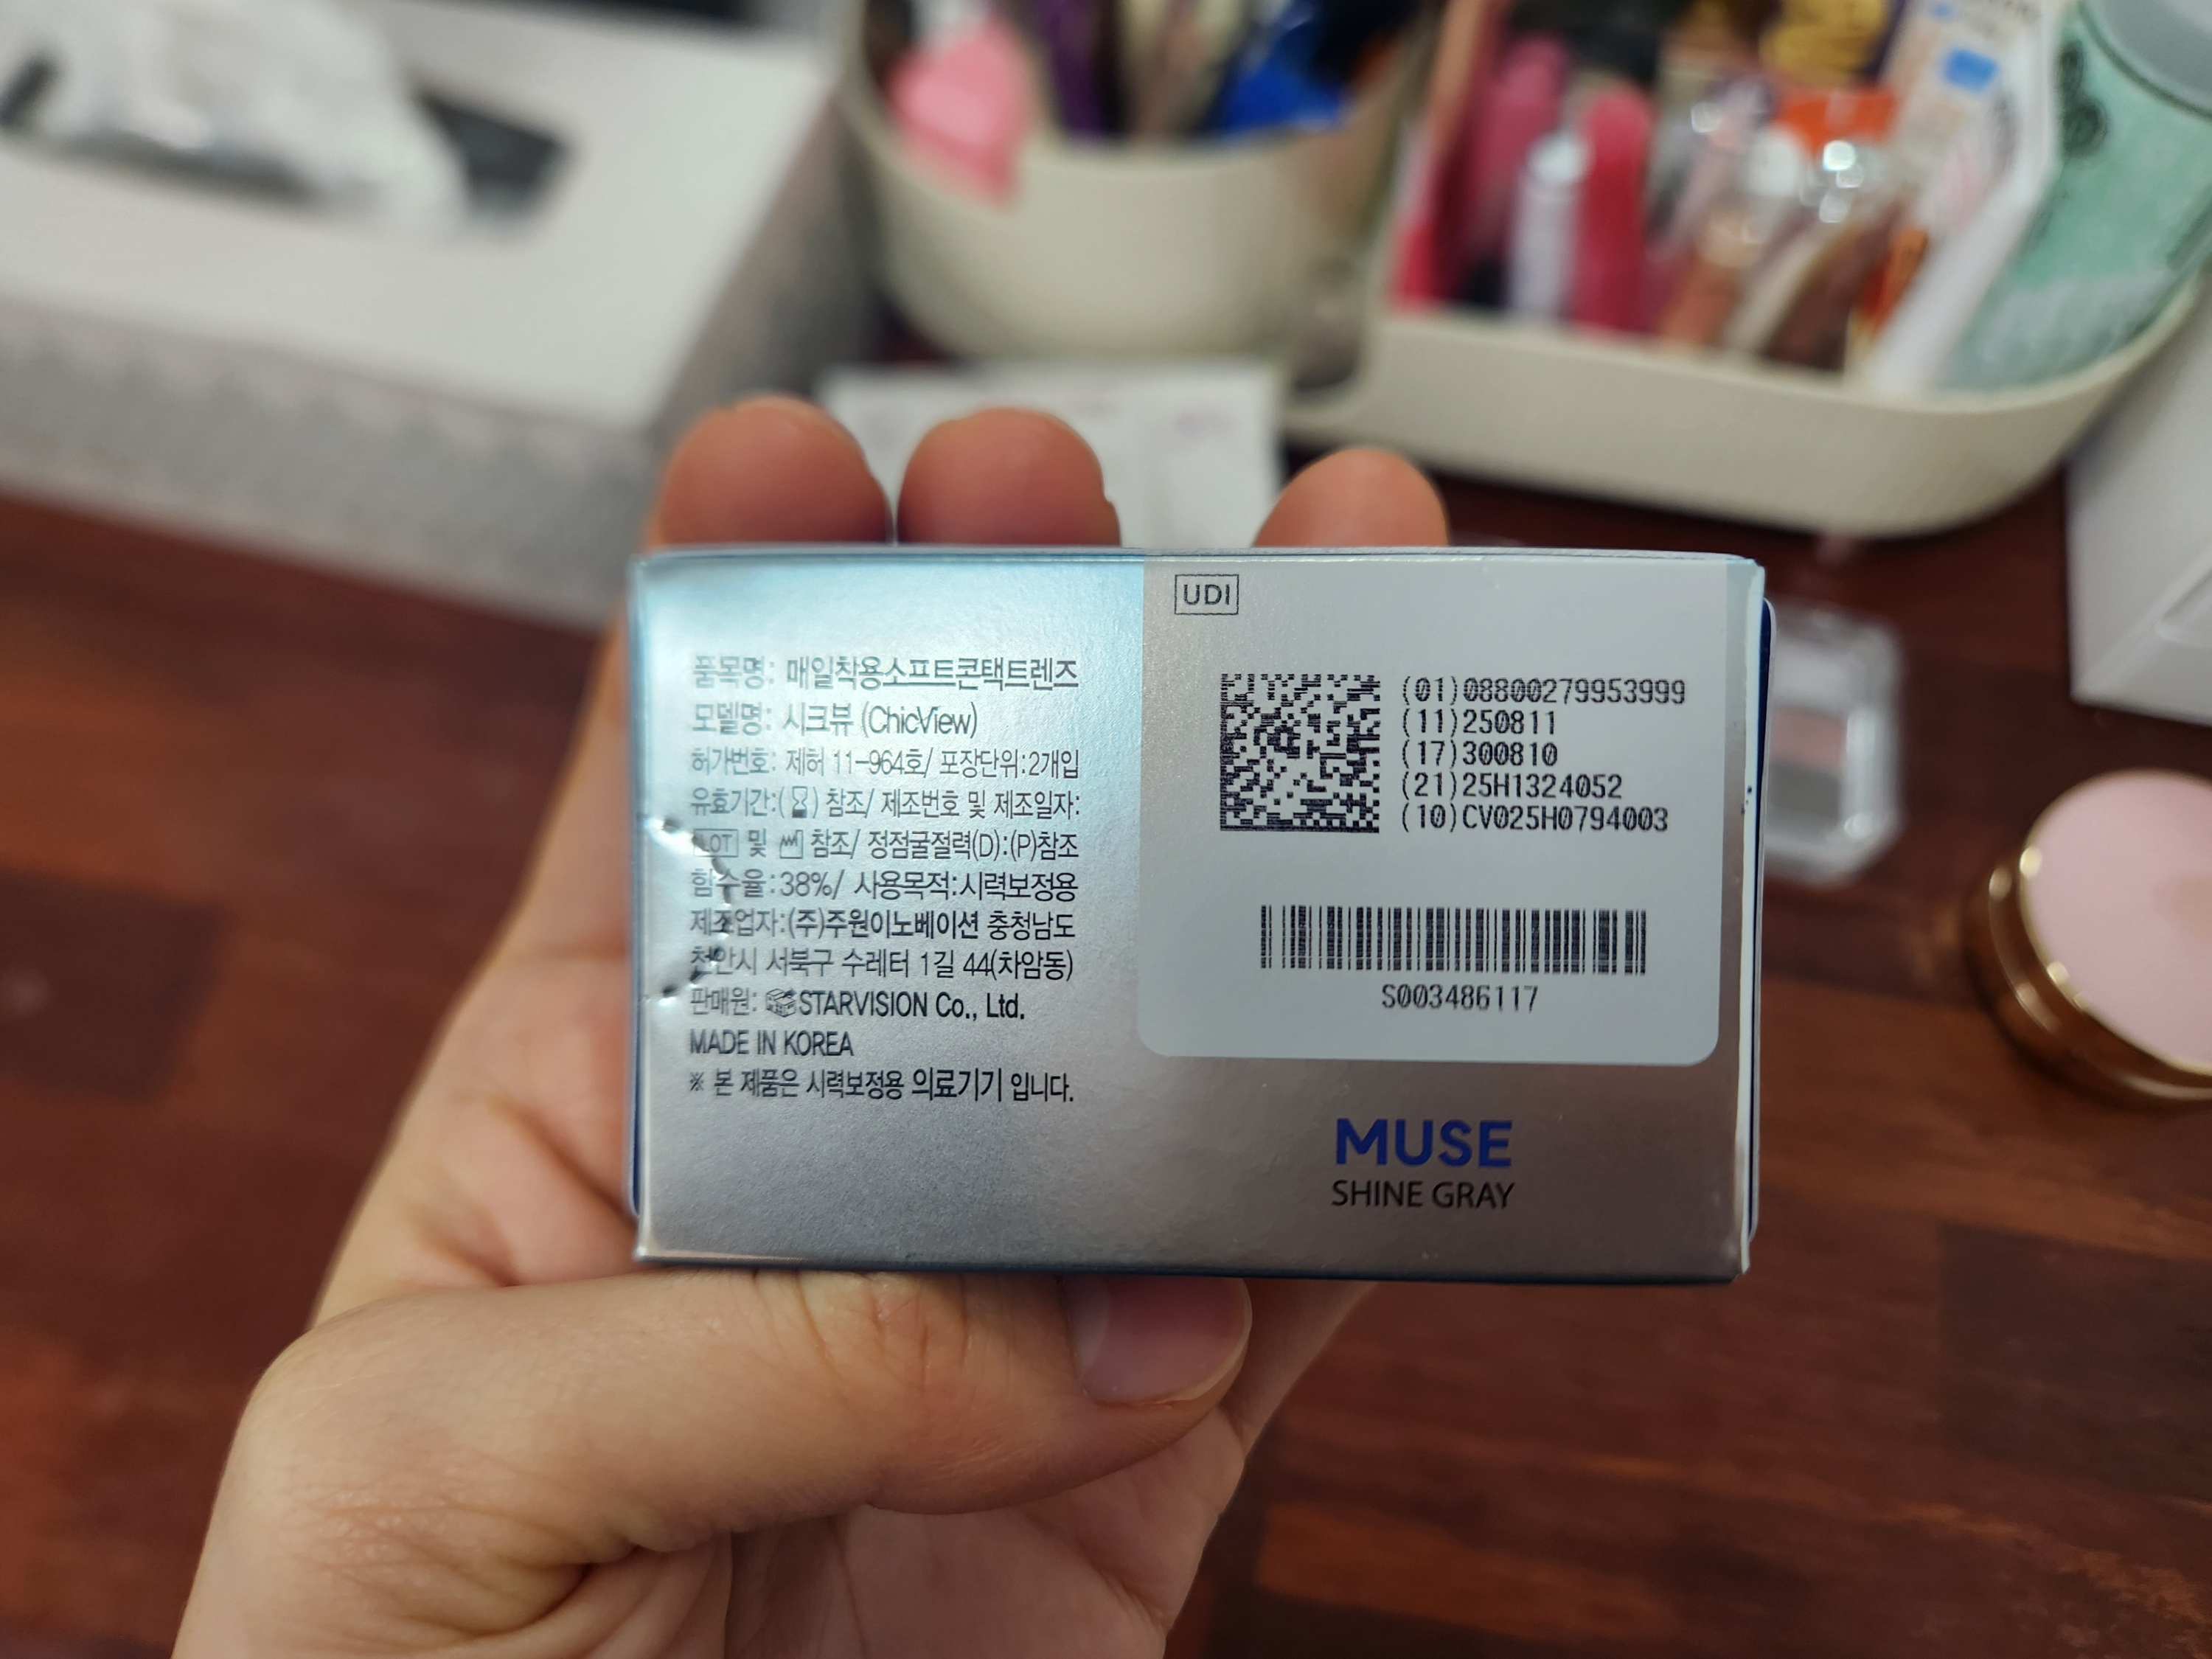 품목명: 매일착용소프트콘택트렌즈
모델명: 시크뷰 (ChicView)
허가번호: 제허 11-964호/ 포장단위:2개입
유효기간:( ) 참조/ 제조번호 및 제조일자:
LOT 및 참조/ 정점굴절력(D):(P)참조
함수율:38%/ 사용목적:시력보정용
제조업자:(주)주원이노베이션 충청남도
천안시 서북구 수레터 1길 44(차암동)
판매원: STARVISION Co., Ltd.
MADE IN KOREA
※ 본 제품은 시력보정용 의료기기 입니다.
UDI
(01)08800279953999
(11)250811
(17)300810
(21)25H1324052
(10)CV025H0794003
S003486117
MUSE
SHINE GRAY